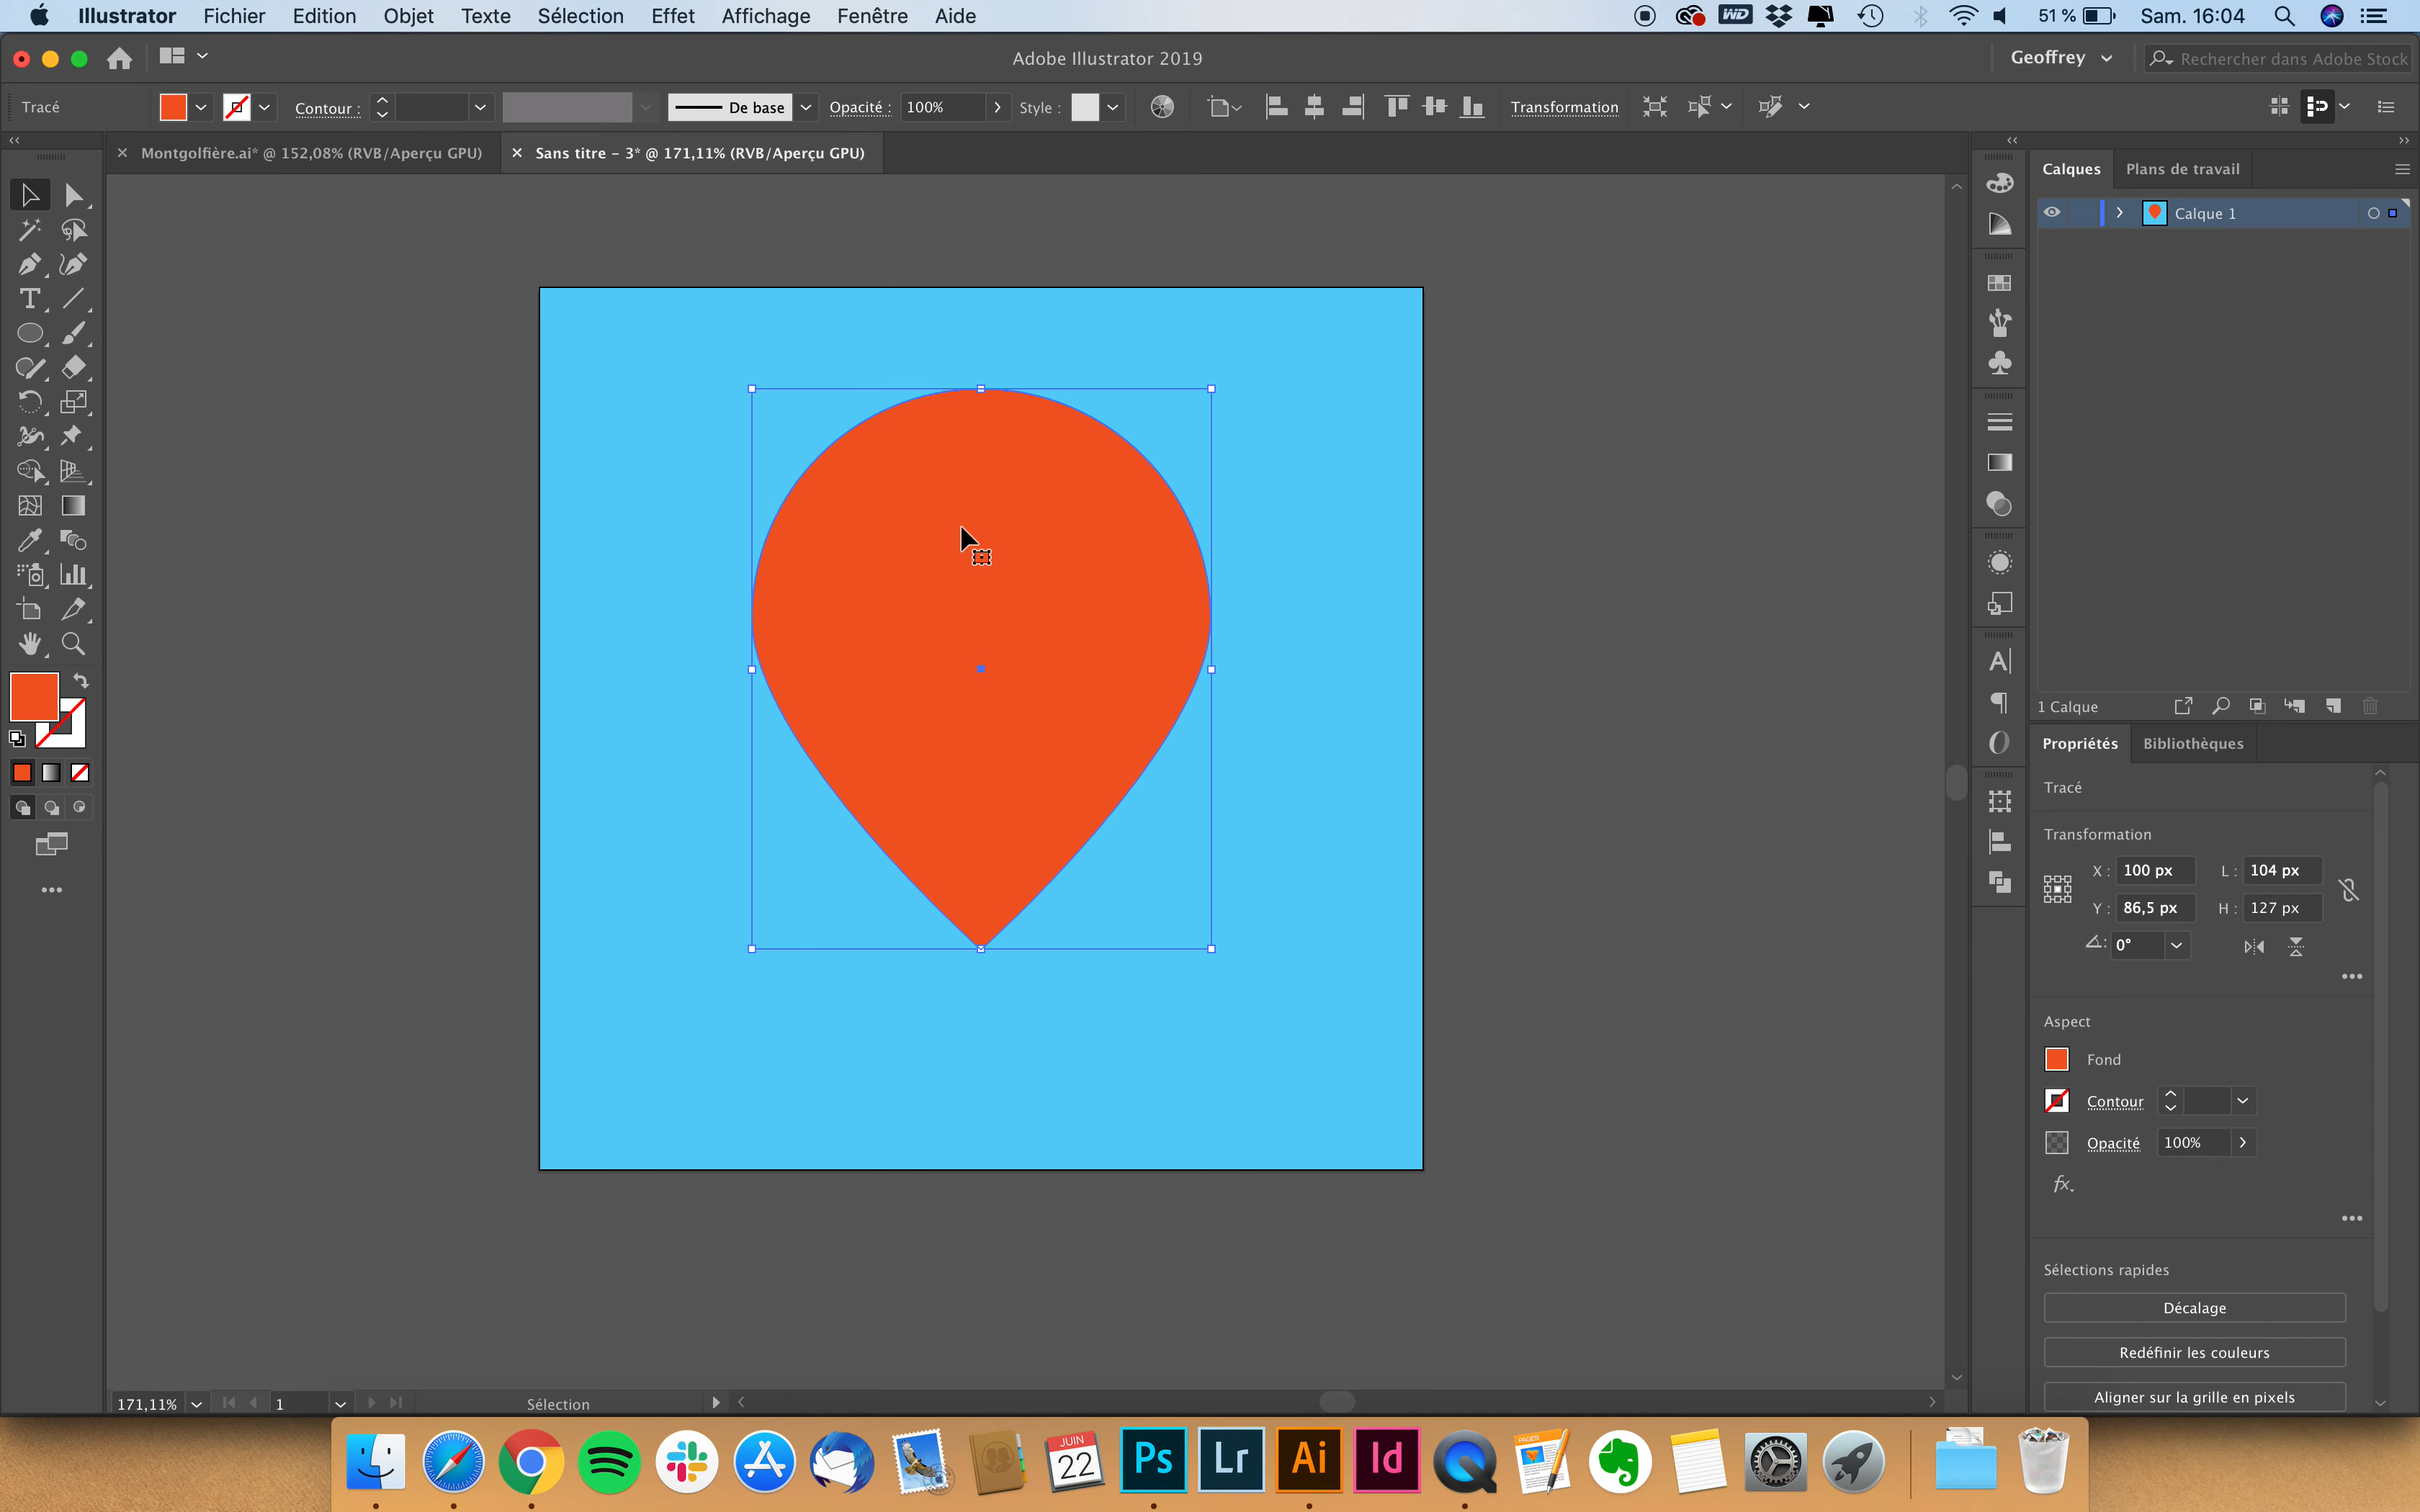 Illustrator Fichier Edition Objet Texte Sélection Effet Affichage Fenêtre Aide
WD 51 % Sam. 16:04
Adobe Illustrator 2019
Geoffrey
Rechercher dans Adobe Stock
Tracé
Contour :
De base
Opacité : 100%
Style :
Transformation
Montgolfière.ai* @ 152,08% (RVB/Aperçu GPU)
Sans titre - 3* @ 171,11% (RVB/Aperçu GPU)
Calques
Plans de travail
Calque 1
1 Calque
Propriétés
Bibliothèques
Tracé
Transformation
X : 100 px L : 104 px
Y : 86,5 px H : 127 px
0°
Aspect
Fond
Contour
Opacité 100%
fx.
Sélections rapides
Décalage
Redéfinir les couleurs
Aligner sur la grille en pixels
171,11% 1 Sélection
JUIN
22
Ps Lr Ai Id
PAGES